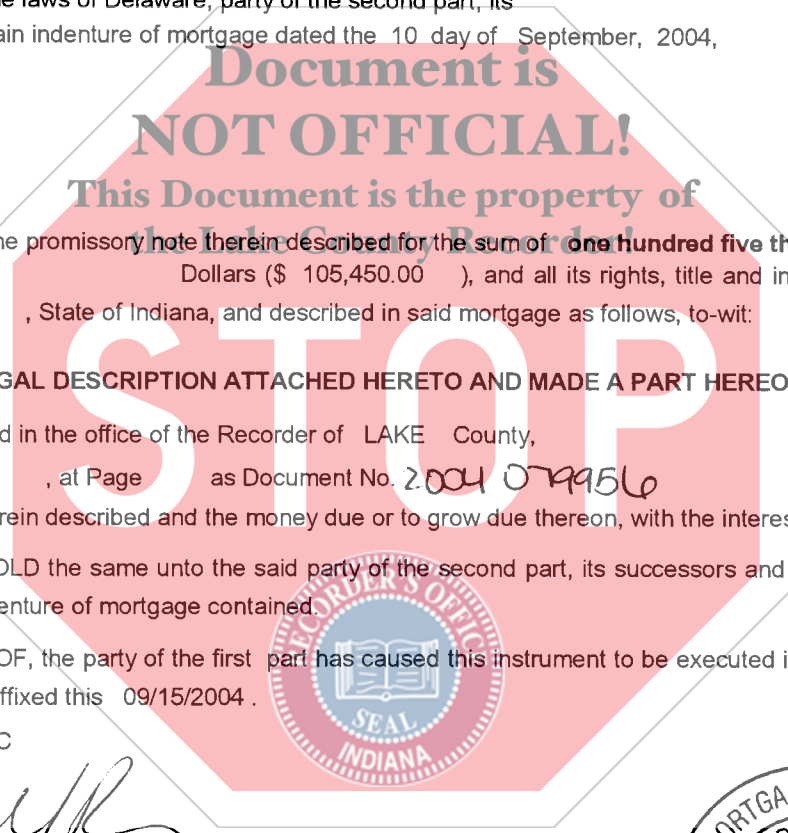 e laws of Delaware, party of the second part, its
ain indenture of mortgage dated the 10 day of September, 2004,
Document is
NOT OFFICIAL!
This Document is the property of
the Lake County Recorder!
he promissory note therein described for the sum of one hundred five th
Dollars ($ 105,450.00 ), and all its rights, title and in
, State of Indiana, and described in said mortgage as follows, to-wit:
STOP
GAL DESCRIPTION ATTACHED HERETO AND MADE A PART HEREO
d in the office of the Recorder of LAKE County,
, at Page as Document No. 2004 079956
rein described and the money due or to grow due thereon, with the interes
OLD the same unto the said party of the second part, its successors and
enture of mortgage contained.
RECORDER'S OFFICE
OF, the party of the first part has caused this instrument to be executed i
ffixed this 09/15/2004 .
SEAL
INDIANA
C
ORTGA